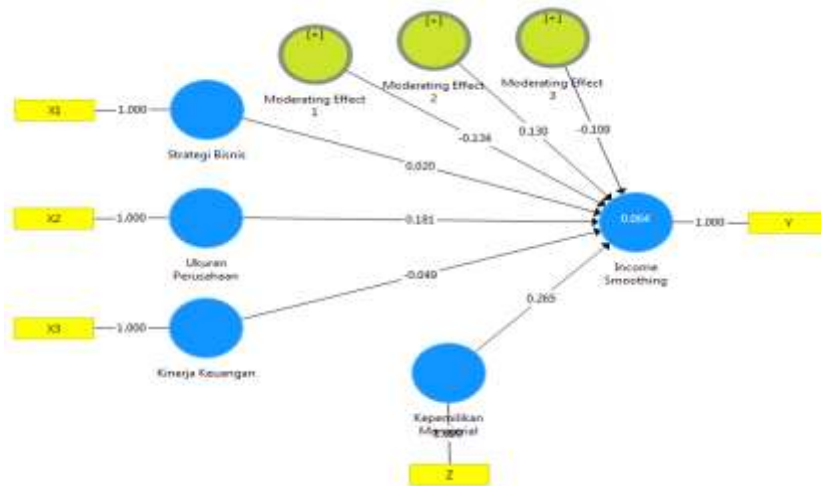 [+]
[+]
[+]
Moderating Effect
1
Moderating Effect
2
Moderating Effect
3
X1
1.000
Strategi Bisnis
0.130
-0.109
0.020
X2
1.000
Ukuran
Perusahaan
0.181
0.064
1.000
Y
Income
Smoothing
X3
1.000
Kinerja Keuangan
-0.049
0.265
Kepemilikan
Manajerial
Z